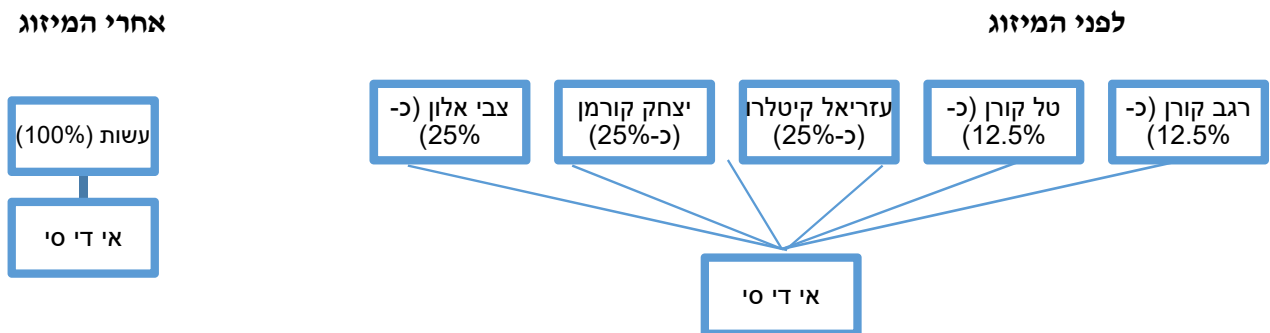 לפני המיזוג
רגב קורן (כ-
12.5%)
טל קורן (כ-
12.5%)
עזריאל קיטלרו
(כ-25%)
יצחק קורמן
(כ-25%)
צבי אלון (כ-
25%)
אי די סי
אחרי המיזוג
עשות (100%)
אי די סי